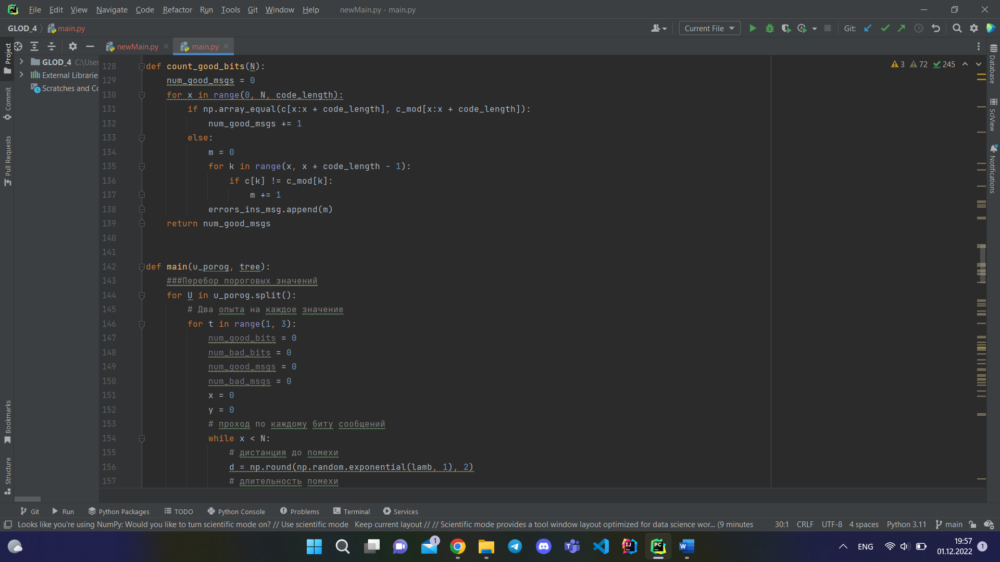 File Edit View Navigate Code Refactor Run Tools Git Window Help newMain.py - main.py
GLOD_4 main.py Current File Git:
newMain.py main.py
Project
Commit
Pull Requests
Bookmarks
Structure
GLOD_4 C:\User
External Librarie
Scratches and Co
3 72 245
Database
SciView
Notifications
128 def count_good_bits(N):
129 num_good_msgs = 0
130 for x in range(0, N, code_length):
131 if np.array_equal(c[x:x + code_length], c_mod[x:x + code_length]):
132 num_good_msgs += 1
133 else:
134 m = 0
135 for k in range(x, x + code_length - 1):
136 if c[k] != c_mod[k]:
137 m += 1
138 errors_ins_msg.append(m)
139 return num_good_msgs
140
141
142 def main(u_porog, tree):
143 ###Перебор пороговых значений
144 for U in u_porog.split():
145 # Два опыта на каждое значение
146 for t in range(1, 3):
147 num_good_bits = 0
148 num_bad_bits = 0
149 num_good_msgs = 0
150 num_bad_msgs = 0
151 x = 0
152 y = 0
153 # проход по каждому биту сообщений
154 while x < N:
155 # дистанция до помехи
156 d = np.round(np.random.exponential(lamb, 1), 2)
157 # длительность помехи
Git Run Python Packages TODO Python Console Problems Terminal Services
Looks like you're using NumPy: Would you like to turn scientific mode on? // Use scientific mode Keep current layout // // Scientific mode provides a tool window layout optimized for data science wor... (9 minutes 30:1 CRLF UTF-8 4 spaces Python 3.11 main
1
ENG 19:57 1
01.12.2022